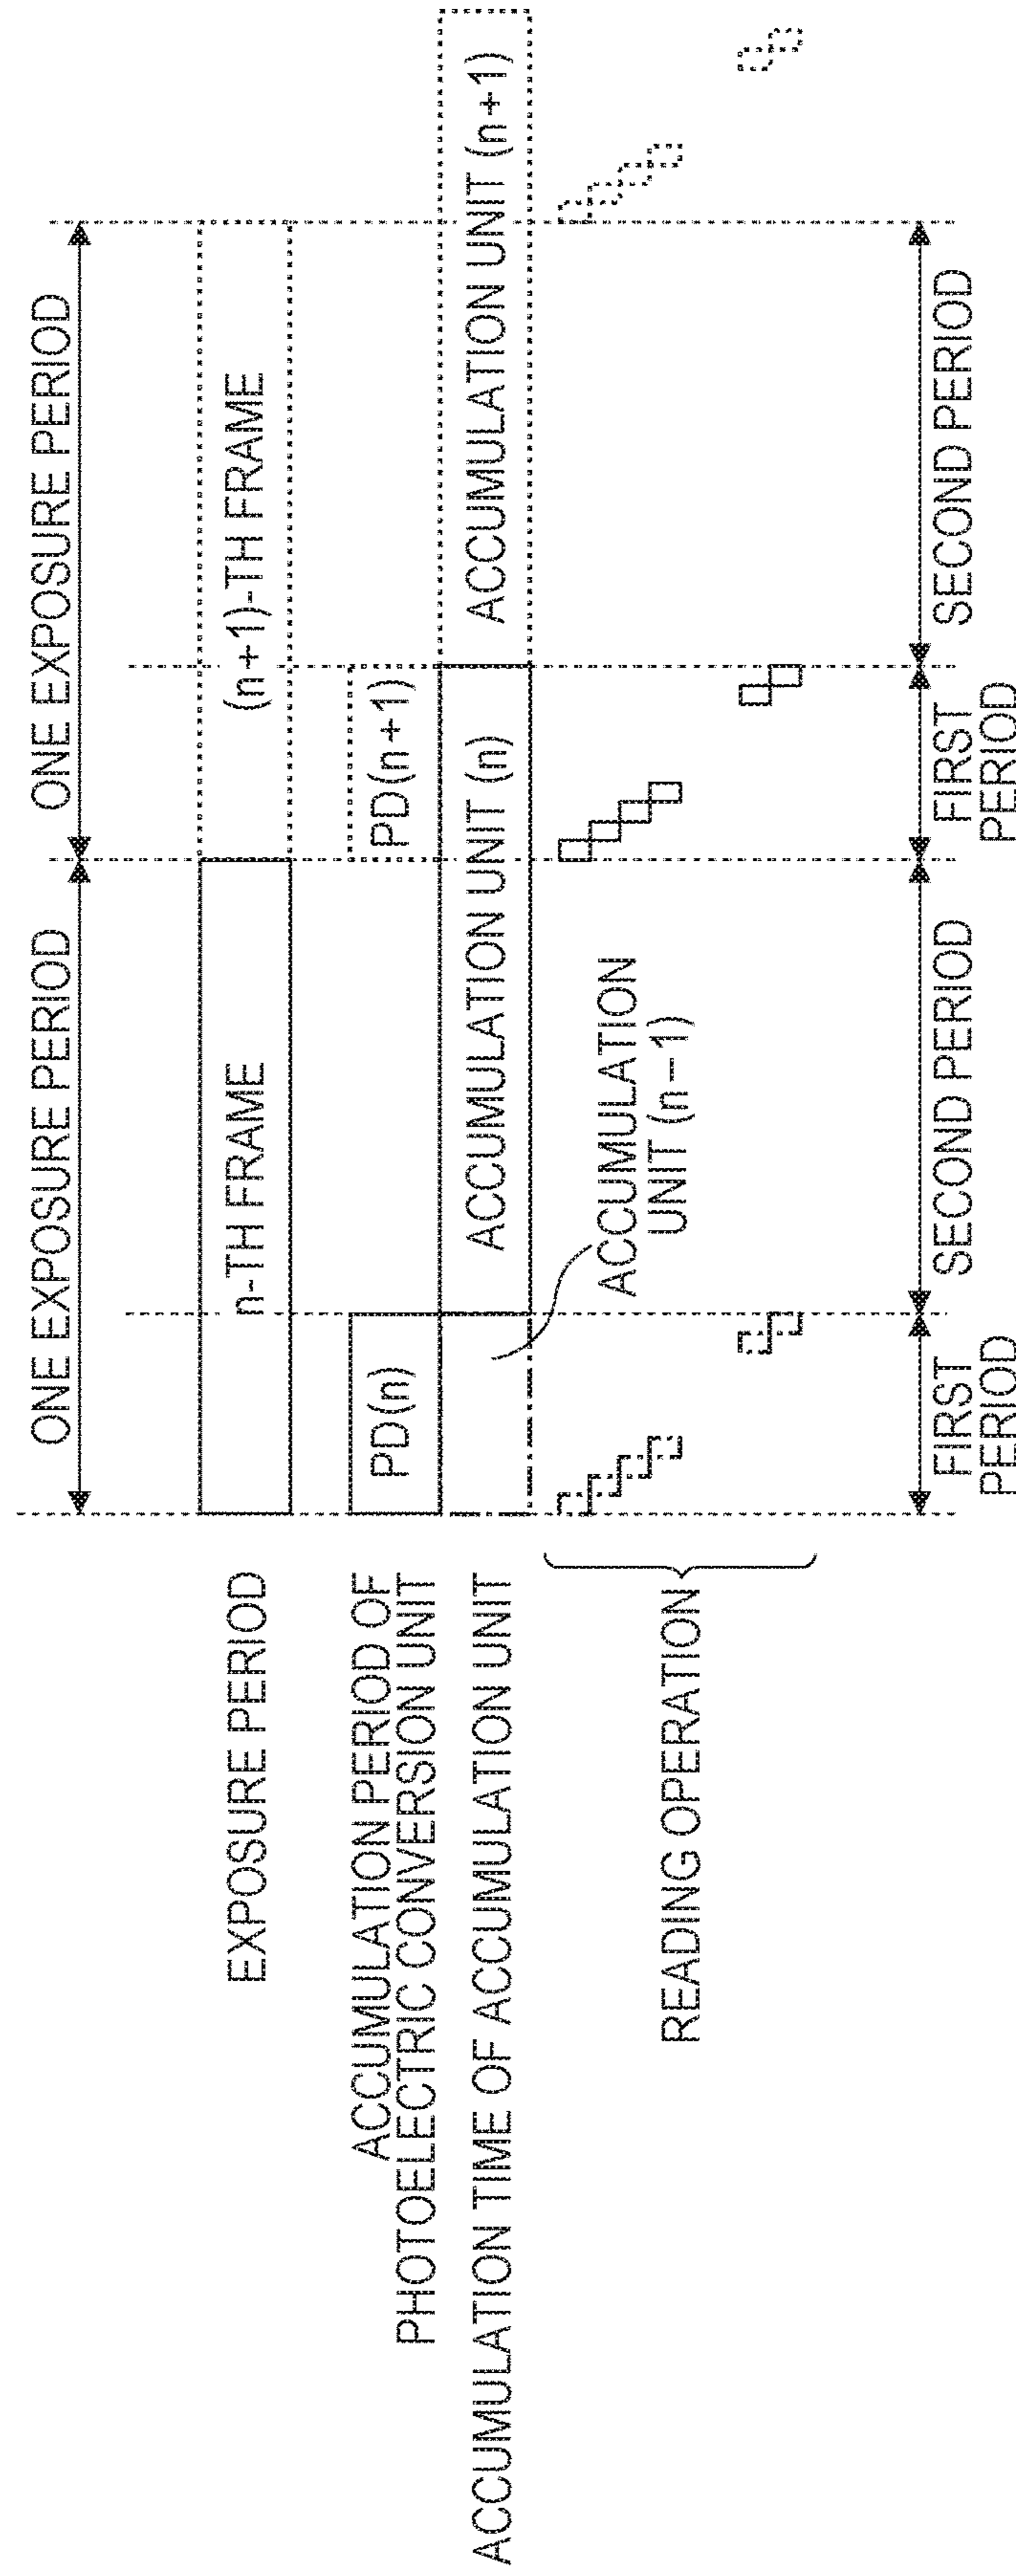 ONE EXPOSURE PERIOD
ONE EXPOSURE PERIOD
EXPOSURE PERIOD
n-TH FRAME
(n+1)-TH FRAME
ACCUMULATION PERIOD OF
PHOTOELECTRIC CONVERSION UNIT
PD(n)
PD(n+1)
ACCUMULATION TIME OF ACCUMULATION UNIT
ACCUMULATION UNIT (n)
ACCUMULATION UNIT (n+1)
ACCUMULATION
UNIT (n−1)
READING OPERATION
FIRST
PERIOD
SECOND PERIOD
FIRST
PERIOD
SECOND PERIOD